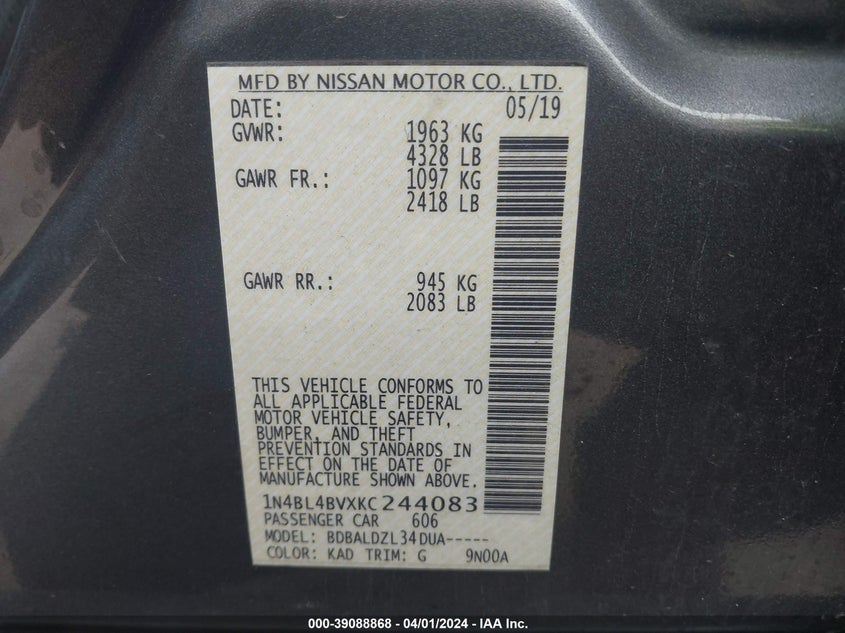 MFD BY NISSAN MOTOR CO., LTD.
DATE: 05/19
GVWR: 1963 KG
4328 LB
GAWR FR.: 1097 KG
2418 LB
GAWR RR.: 945 KG
2083 LB
THIS VEHICLE CONFORMS TO
ALL APPLICABLE FEDERAL
MOTOR VEHICLE SAFETY,
BUMPER, AND THEFT
PREVENTION STANDARDS IN
EFFECT ON THE DATE OF
MANUFACTURE SHOWN ABOVE.
1N4BL4BVXKC244083
PASSENGER CAR 606
MODEL: BDBALDZL34DUA-----
COLOR: KAD TRIM: G 9N00A
000-39088868 - 04/01/2024 - IAA Inc.